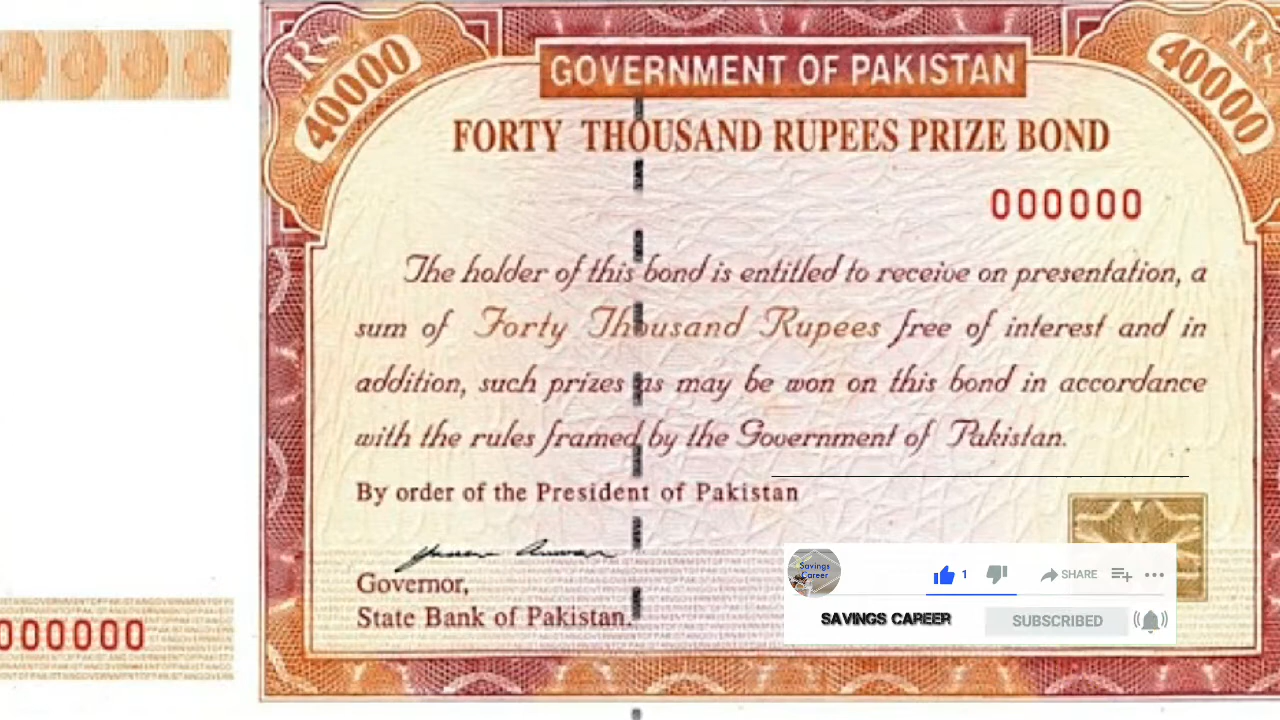 Rs
40000
Rs
40000
GOVERNMENT OF PAKISTAN
FORTY THOUSAND RUPEES PRIZE BOND
000000
The holder of this bond is entitled to receive on presentation, a
sum of Forty Thousand Rupees free of interest and in
addition, such prizes as may be won on this bond in accordance
with the rules framed by the Government of Pakistan.
By order of the President of Pakistan
Governor,
State Bank of Pakistan.
000000
Savings
Career
1
SHARE
SAVINGS CAREER
SUBSCRIBED